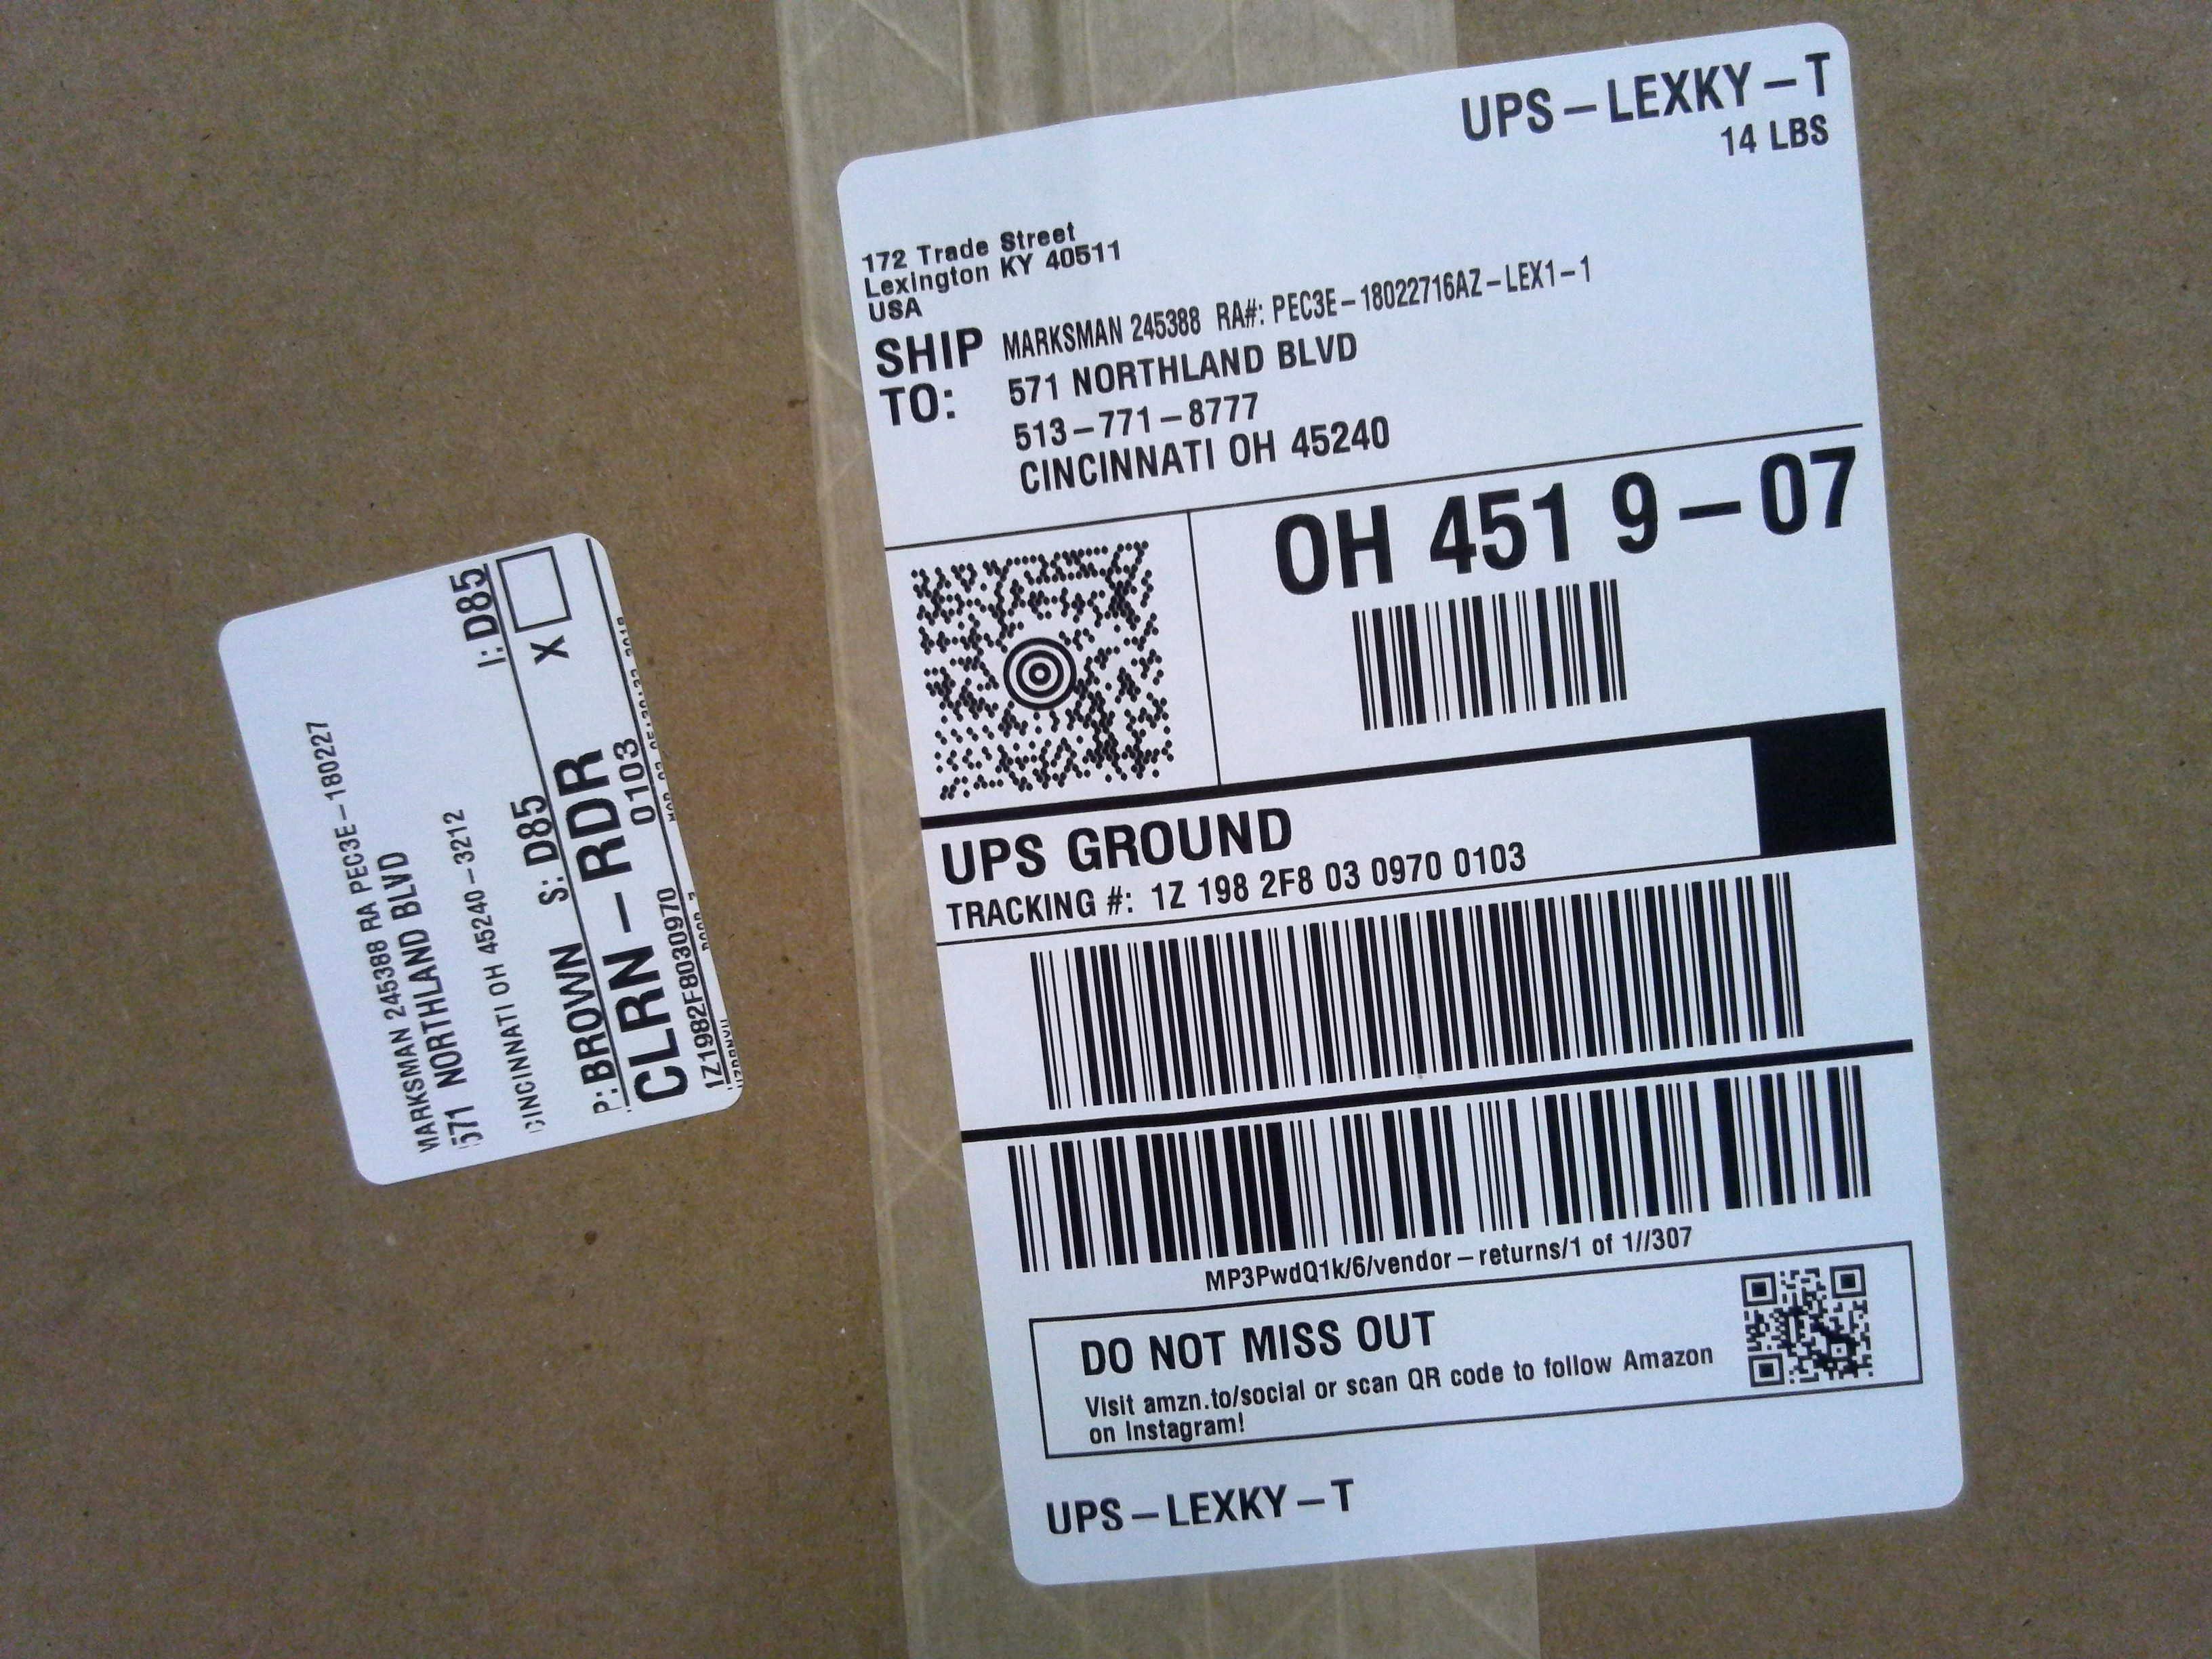 UPS – LEXKY – T
14 LBS
172 Trade Street
Lexington KY 40511
USA
SHIP TO:
MARKSMAN 245388 RA#: PEC3E – 18022716AZ – LEX1 – 1
571 NORTHLAND BLVD
513 – 771 – 8777
CINCINNATI OH 45240
OH 451 9 – 07
UPS GROUND
TRACKING #: 1Z 198 2F8 03 0970 0103
MP3PwdQ1k/6/vendor – returns/1 of 1//307
DO NOT MISS OUT
Visit amzn.to/social or scan QR code to follow Amazon
on Instagram!
UPS – LEXKY – T
MARKSMAN 245388 RA PEC3E – 180227
571 NORTHLAND BLVD
CINCINNATI OH 45240 – 3212
P: BROWN S: D85 I: D85
CLRN – RDR X
1Z1982F8030970 0103